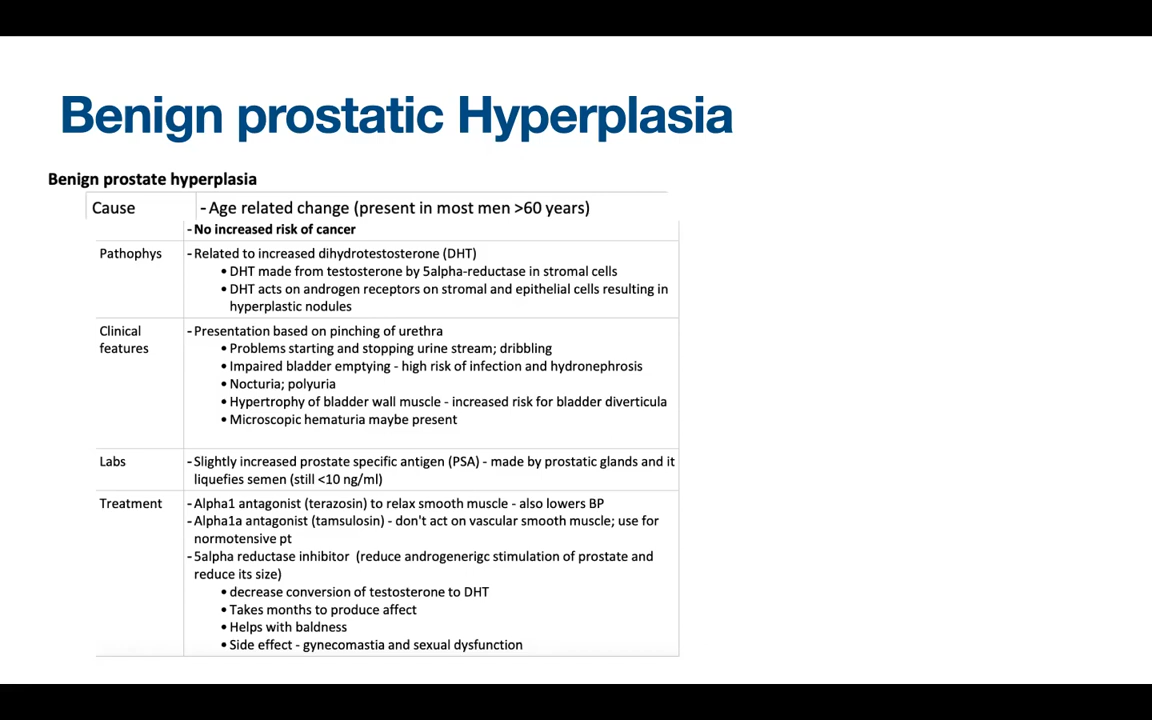 Benign prostatic Hyperplasia
Benign prostate hyperplasia
Cause
- Age related change (present in most men >60 years)
- No increased risk of cancer
Pathophys
- Related to increased dihydrotestosterone (DHT)
• DHT made from testosterone by 5alpha-reductase in stromal cells
• DHT acts on androgen receptors on stromal and epithelial cells resulting in
hyperplastic nodules
Clinical
features
- Presentation based on pinching of urethra
• Problems starting and stopping urine stream; dribbling
• Impaired bladder emptying - high risk of infection and hydronephrosis
• Nocturia; polyuria
• Hypertrophy of bladder wall muscle - increased risk for bladder diverticula
• Microscopic hematuria maybe present
Labs
- Slightly increased prostate specific antigen (PSA) - made by prostatic glands and it
liquefies semen (still <10 ng/ml)
Treatment
- Alpha1 antagonist (terazosin) to relax smooth muscle - also lowers BP
- Alpha1a antagonist (tamsulosin) - don't act on vascular smooth muscle; use for
normotensive pt
- 5alpha reductase inhibitor (reduce androgenerigc stimulation of prostate and
reduce its size)
• decrease conversion of testosterone to DHT
• Takes months to produce affect
• Helps with baldness
• Side effect - gynecomastia and sexual dysfunction